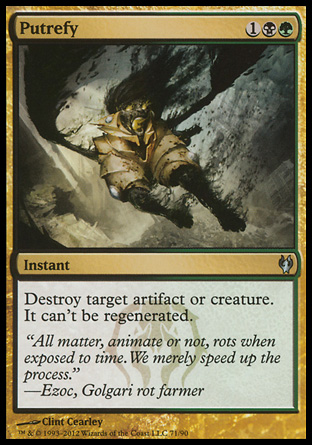 Putrefy 1
Instant
Destroy target artifact or creature.
It can't be regenerated.
"All matter, animate or not, rots when
exposed to time. We merely speed up the
process."
—Ezoc, Golgari rot farmer
Clint Cearley
™ & © 1993–2012 Wizards of the Coast LLC 71/90